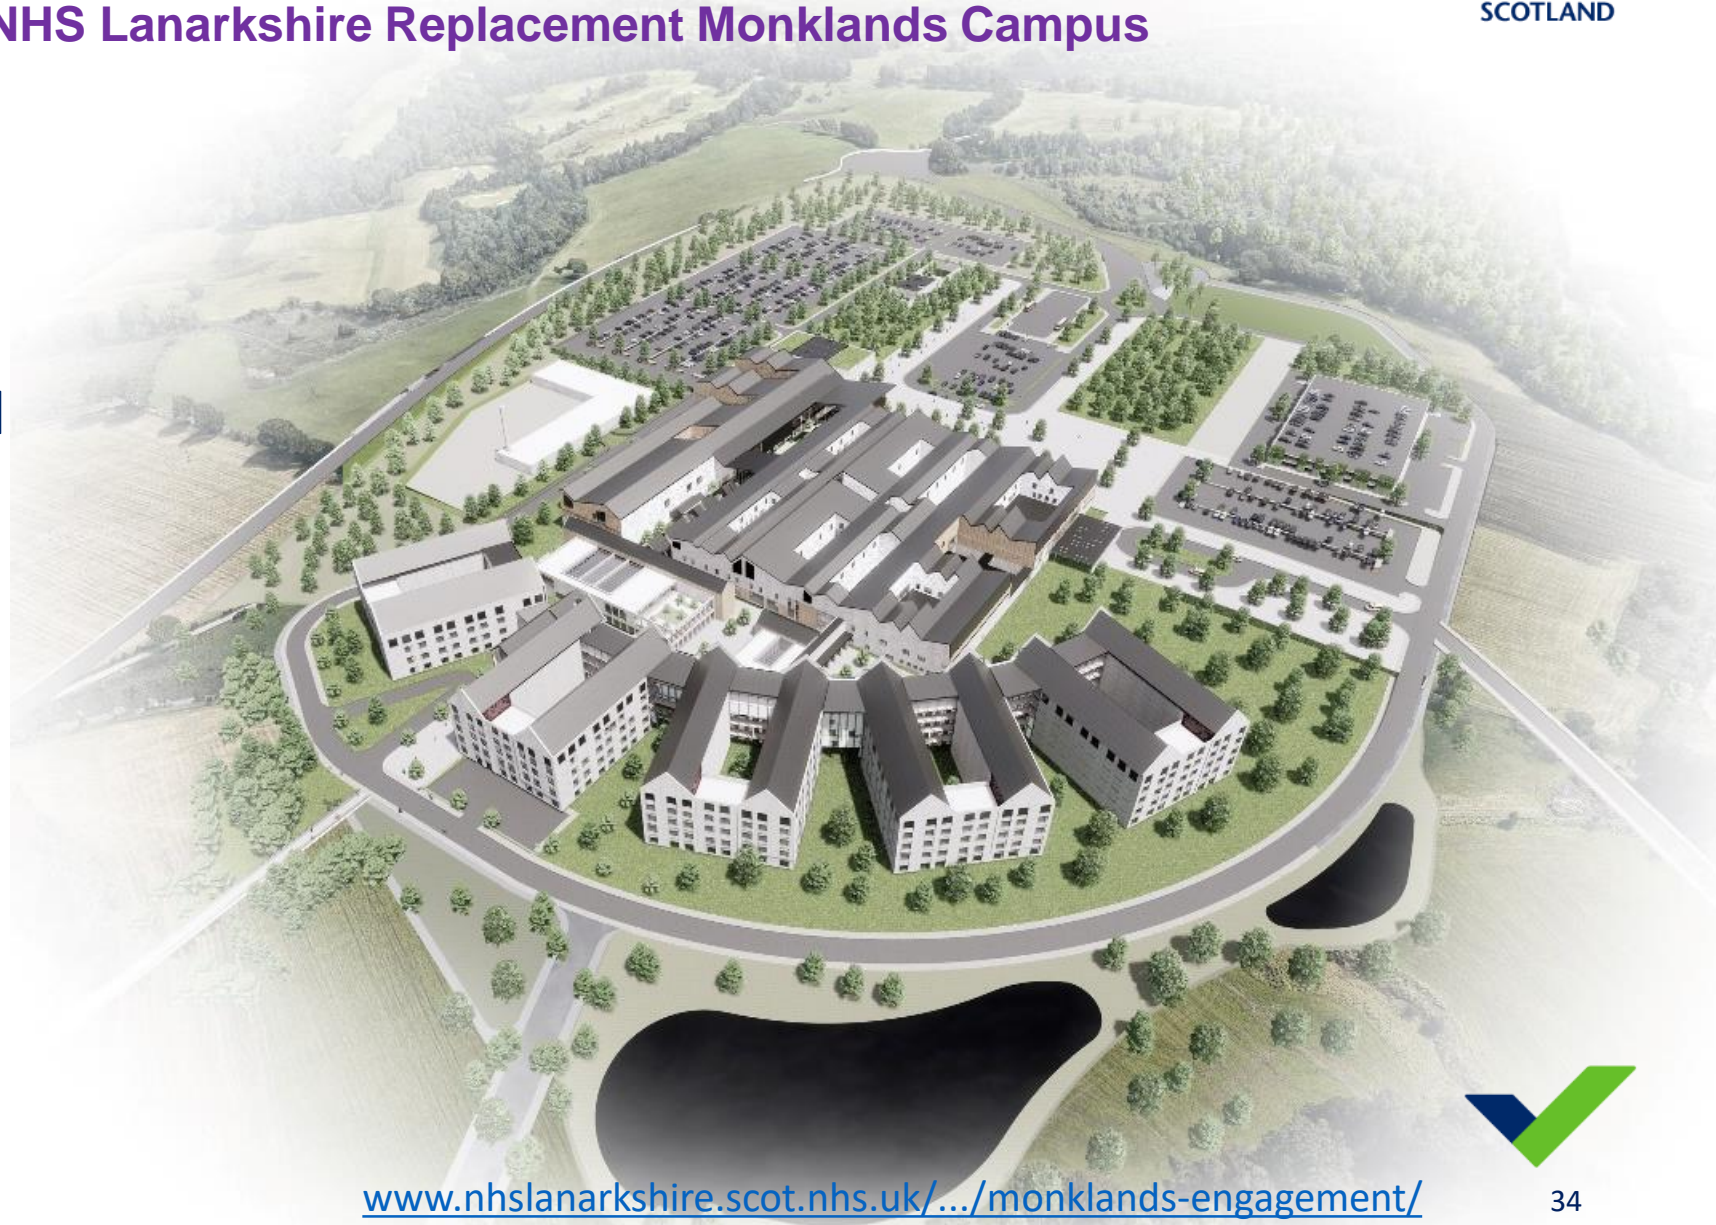 NHS Lanarkshire Replacement Monklands Campus
SCOTLAND
www.nhslanarkshire.scot.nhs.uk/.../monklands-engagement/
34